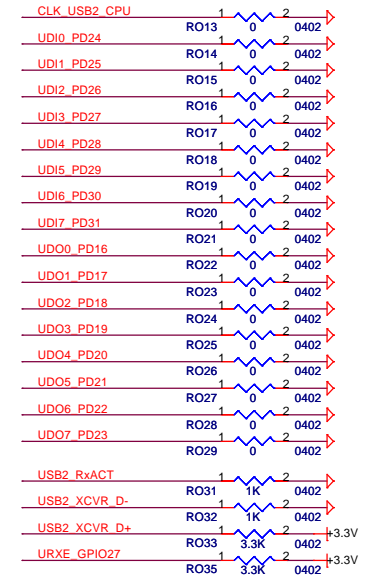 CLK_USB2_CPU 1 2
RO13 0 0402
UDI0_PD24 1 2
RO14 0 0402
UDI1_PD25 1 2
RO15 0 0402
UDI2_PD26 1 2
RO16 0 0402
UDI3_PD27 1 2
RO17 0 0402
UDI4_PD28 1 2
RO18 0 0402
UDI5_PD29 1 2
RO19 0 0402
UDI6_PD30 1 2
RO20 0 0402
UDI7_PD31 1 2
RO21 0 0402
UDO0_PD16 1 2
RO22 0 0402
UDO1_PD17 1 2
RO23 0 0402
UDO2_PD18 1 2
RO24 0 0402
UDO3_PD19 1 2
RO25 0 0402
UDO4_PD20 1 2
RO26 0 0402
UDO5_PD21 1 2
RO27 0 0402
UDO6_PD22 1 2
RO28 0 0402
UDO7_PD23 1 2
RO29 0 0402
USB2_RxACT 1 2
RO31 1K 0402
USB2_XCVR_D- 1 2
RO32 1K 0402
USB2_XCVR_D+ 1 2 +3.3V
RO33 3.3K 0402
URXE_GPIO27 1 2 +3.3V
RO35 3.3K 0402